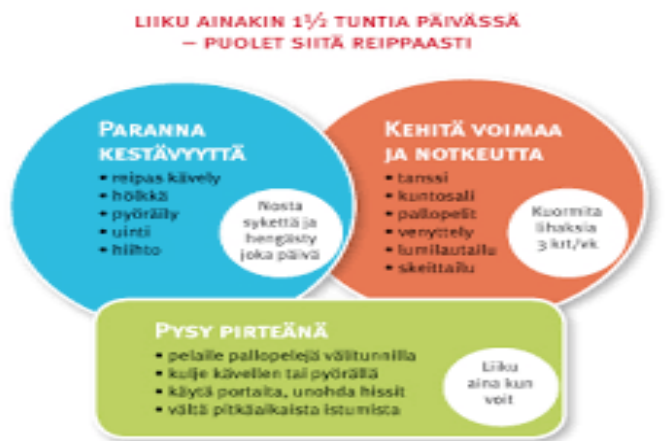 LIIKU AINAKIN 1½ TUNTIA PÄIVÄSSÄ
– PUOLET SIITÄ REIPPAASTI
PARANNA
KESTÄVYYTTÄ
• reipas kävely
• hölkkä
• pyöräily
• uinti
• hiihto
Nosta
sykettä ja
hengästy
joka päivä
KEHITÄ VOIMAA
JA NOTKEUTTA
• tanssi
• kuntosali
• pallopelit
• venyttely
• lumilautailu
• skeittailu
Kuormita
lihaksia
3 krt/vk
PYSY PIRTEÄNÄ
• pelaile pallopelejä välitunnilla
• kulje kävellen tai pyörällä
• käytä portaita, unohda hissit
• vältä pitkäaikaista istumista
Liiku
aina kun
voit